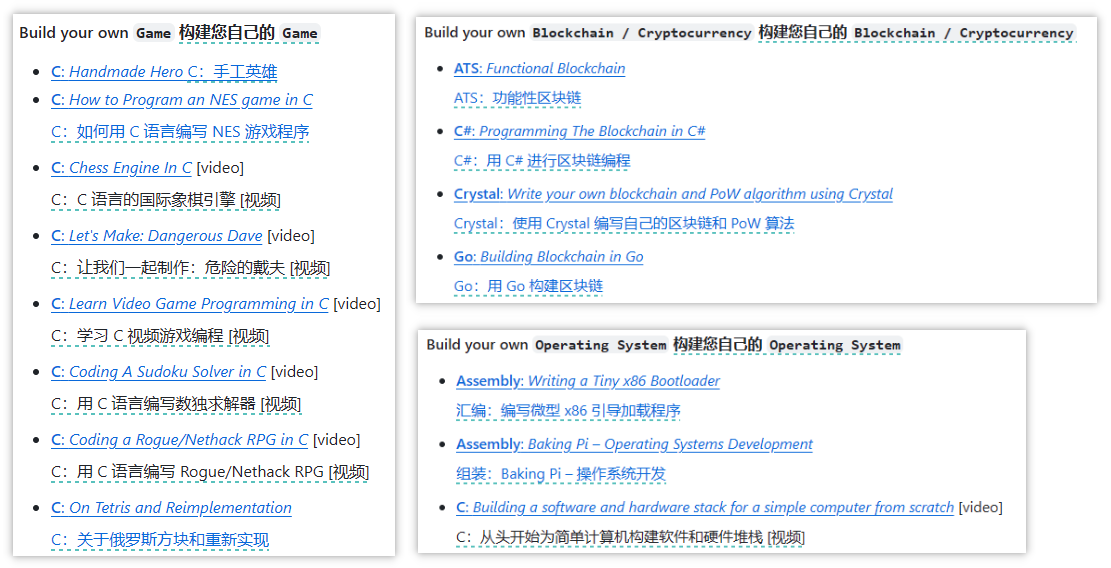 Build your own Game 构建您自己的 Game
C: Handmade Hero C：手工英雄
C: How to Program an NES game in C
C：如何用 C 语言编写 NES 游戏程序
C: Chess Engine In C [video]
C：C 语言的国际象棋引擎 [视频]
C: Let's Make: Dangerous Dave [video]
C：让我们一起制作：危险的戴夫 [视频]
C: Learn Video Game Programming in C [video]
C：学习 C 视频游戏编程 [视频]
C: Coding A Sudoku Solver in C [video]
C：用 C 语言编写数独求解器 [视频]
C: Coding a Rogue/Nethack RPG in C [video]
C：用 C 语言编写 Rogue/Nethack RPG [视频]
C: On Tetris and Reimplementation
C：关于俄罗斯方块和重新实现
Build your own Blockchain / Cryptocurrency 构建您自己的 Blockchain / Cryptocurrency
ATS: Functional Blockchain
ATS：功能性区块链
C#: Programming The Blockchain in C#
C#：用 C# 进行区块链编程
Crystal: Write your own blockchain and PoW algorithm using Crystal
Crystal：使用 Crystal 编写自己的区块链和 PoW 算法
Go: Building Blockchain in Go
Go：用 Go 构建区块链
Build your own Operating System 构建您自己的 Operating System
Assembly: Writing a Tiny x86 Bootloader
汇编：编写微型 x86 引导加载程序
Assembly: Baking Pi – Operating Systems Development
组装：Baking Pi – 操作系统开发
C: Building a software and hardware stack for a simple computer from scratch [video]
C：从头开始为简单计算机构建软件和硬件堆栈 [视频]